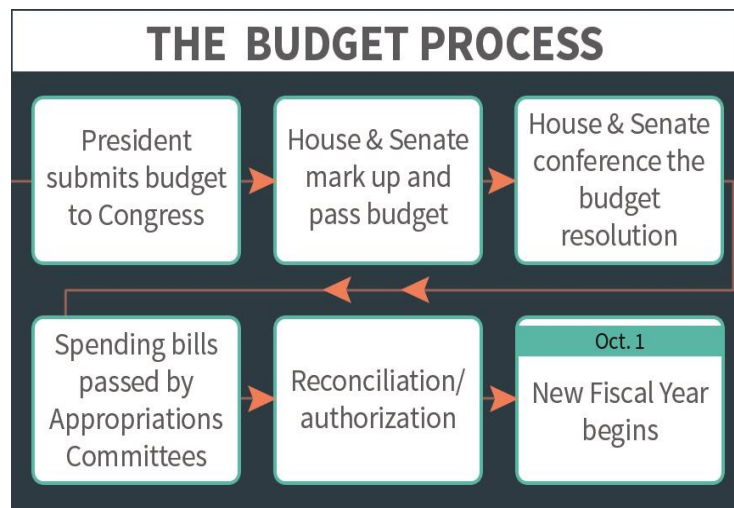 THE BUDGET PROCESS
President
submits budget
to Congress
House & Senate
mark up and
pass budget
House & Senate
conference the
budget
resolution
Spending bills
passed by
Appropriations
Committees
Reconciliation/
authorization
Oct. 1
New Fiscal Year
begins